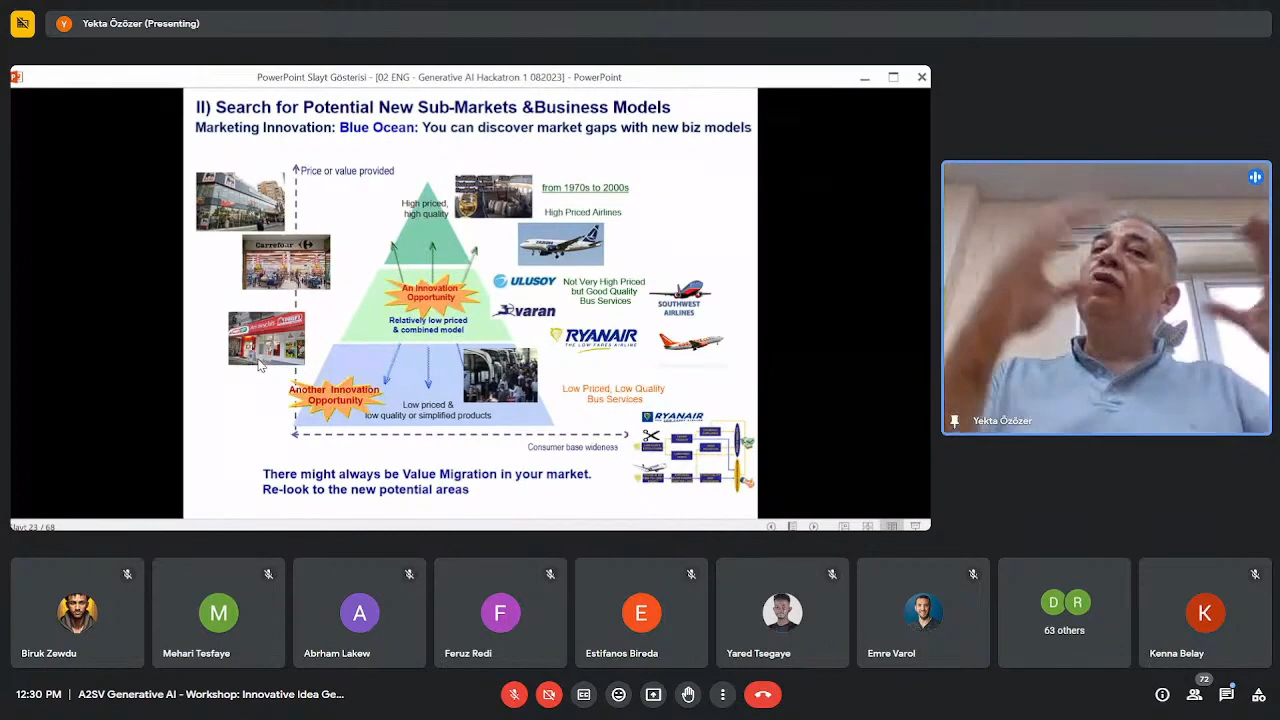 Y
Yekta Özözer (Presenting)
PowerPoint Slayt Gösterisi - [02 ENG - Generative AI Hackatron 1 082023] - PowerPoint
II) Search for Potential New Sub-Markets &Business Models
Marketing Innovation: Blue Ocean: You can discover market gaps with new biz models
Price or value provided
High priced,
high quality
from 1970s to 2000s
High Priced Airlines
Carrefour
An Innovation
Opportunity
Relatively low priced
& combined model
ULUSOY
varan
Not Very High Priced
but Good Quality
Bus Services
SOUTHWEST
AIRLINES
RYANAIR
THE LOW FARES AIRLINE
Another Innovation
Opportunity
Low priced &
low quality or simplified products
Low Priced, Low Quality
Bus Services
RYANAIR
Consumer base wideness
There might always be Value Migration in your market.
Re-look to the new potential areas
Slayt 23 / 68
Yekta Özözer
M
A
F
E
D
R
K
63 others
Biruk Zewdu
Mehari Tesfaye
Abrham Lakew
Feruz Redi
Estifanos Bireda
Yared Tsegaye
Emre Varol
Kenna Belay
12:30 PM | A2SV Generative AI - Workshop: Innovative Idea Ge...
72